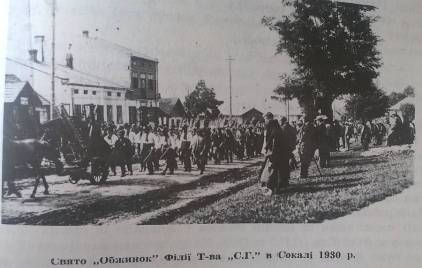 Свято „Обжинок" Філії Т-ва „С.Г." в Сокалі 1930 р.